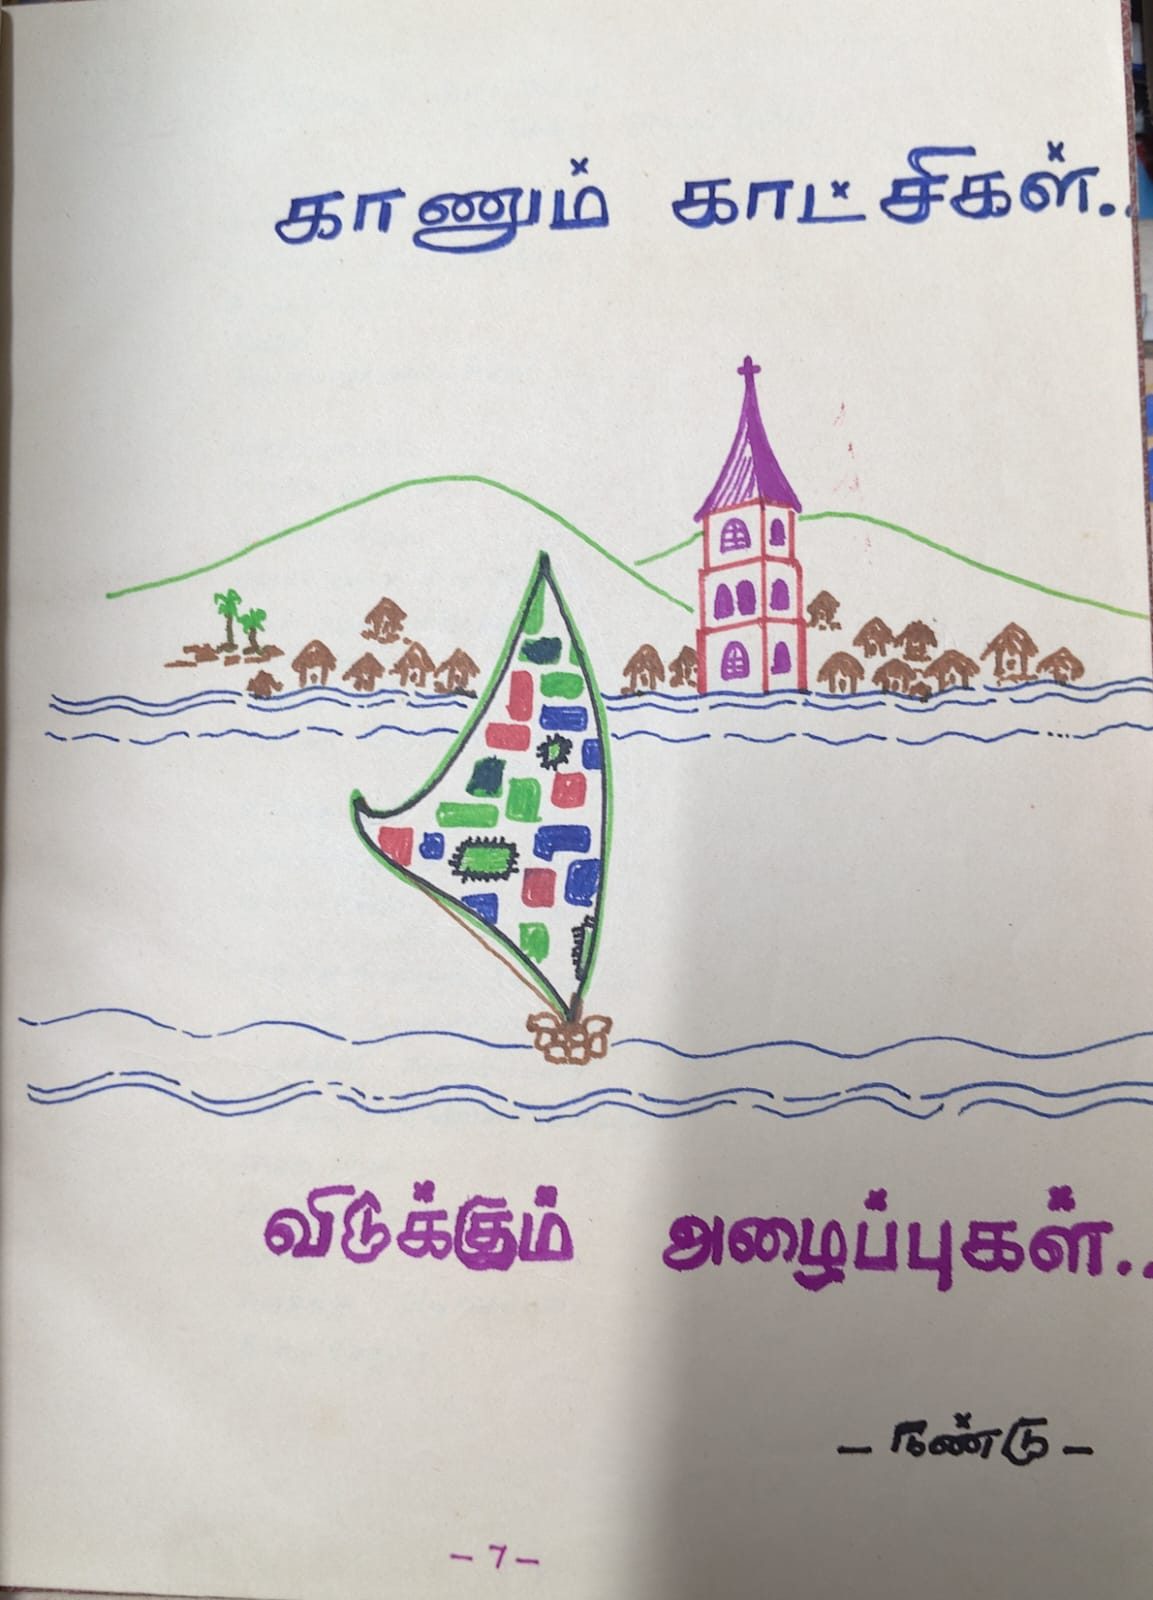 காணும் காட்சிகள்..
விடுக்கும் அழைப்புகள்..
- நண்டு -
- 7 -